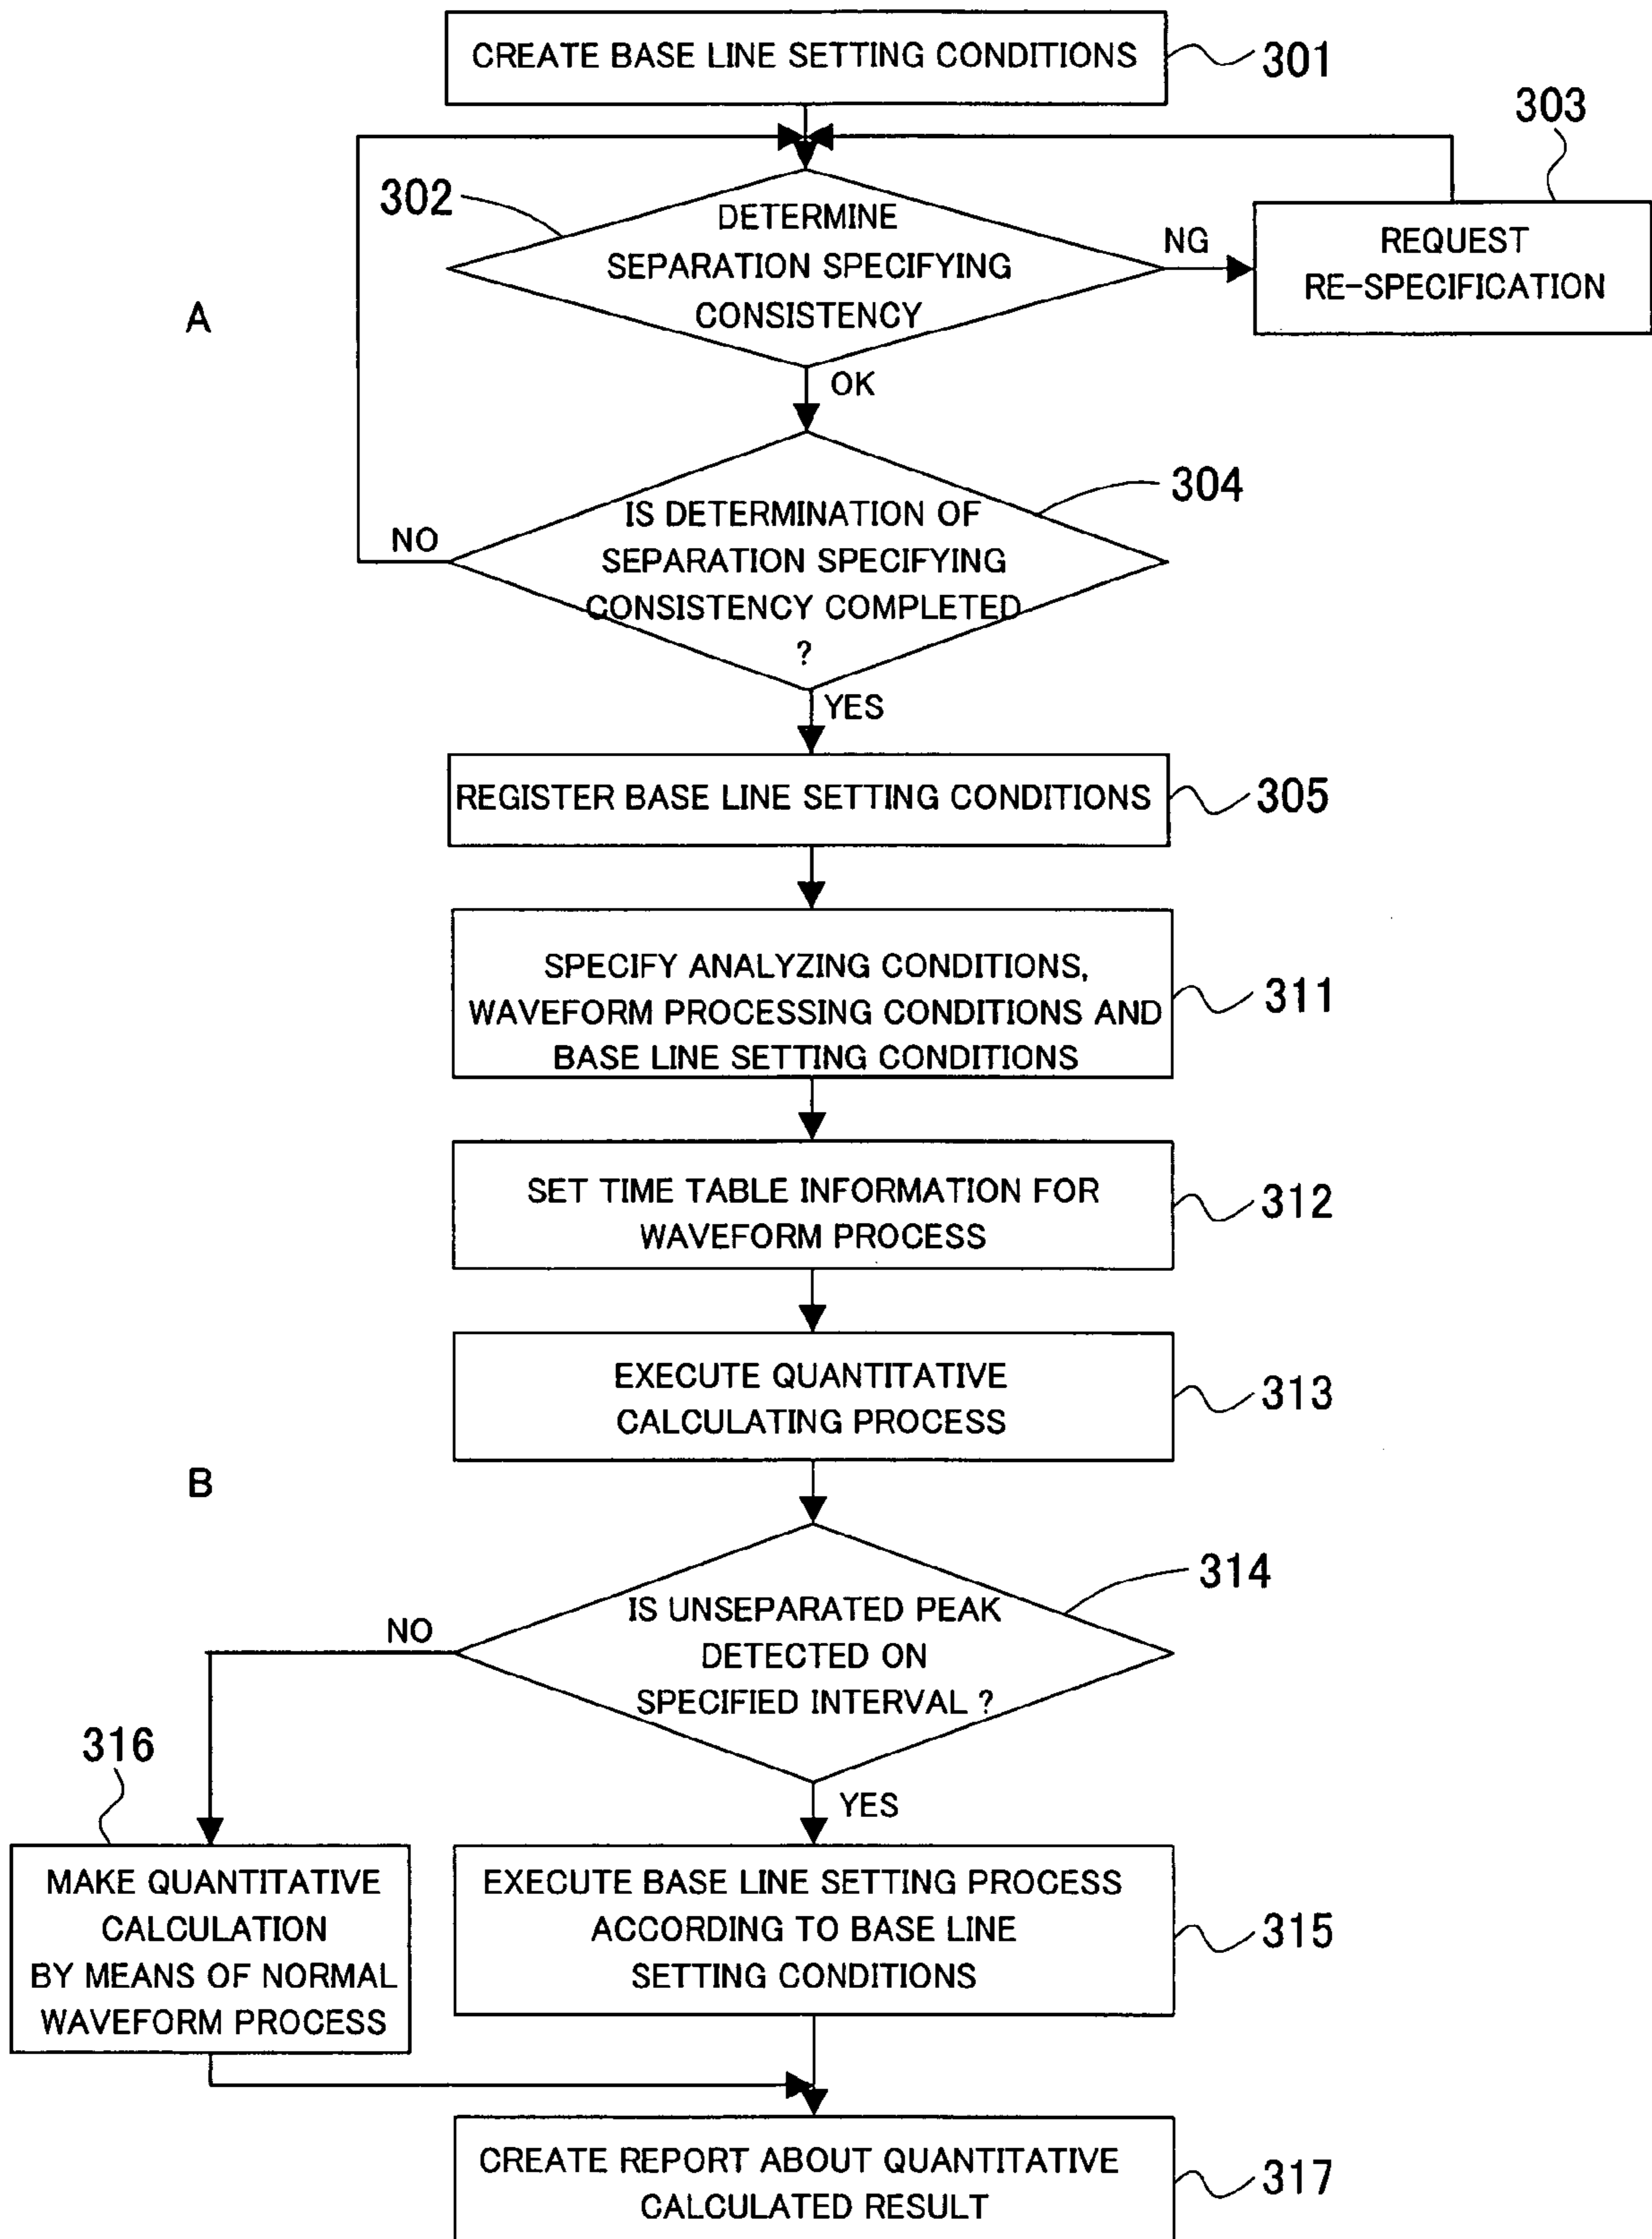 CREATE BASE LINE SETTING CONDITIONS
301
303
302
DETERMINE
SEPARATION SPECIFYING
CONSISTENCY
NG
REQUEST
RE-SPECIFICATION
A
OK
304
IS DETERMINATION OF
SEPARATION SPECIFYING
CONSISTENCY COMPLETED
?
NO
YES
REGISTER BASE LINE SETTING CONDITIONS
305
SPECIFY ANALYZING CONDITIONS,
WAVEFORM PROCESSING CONDITIONS AND
BASE LINE SETTING CONDITIONS
311
SET TIME TABLE INFORMATION FOR
WAVEFORM PROCESS
312
EXECUTE QUANTITATIVE
CALCULATING PROCESS
313
B
314
IS UNSEPARATED PEAK
DETECTED ON
SPECIFIED INTERVAL ?
NO
YES
316
MAKE QUANTITATIVE
CALCULATION
BY MEANS OF NORMAL
WAVEFORM PROCESS
EXECUTE BASE LINE SETTING PROCESS
ACCORDING TO BASE LINE
SETTING CONDITIONS
315
CREATE REPORT ABOUT QUANTITATIVE
CALCULATED RESULT
317